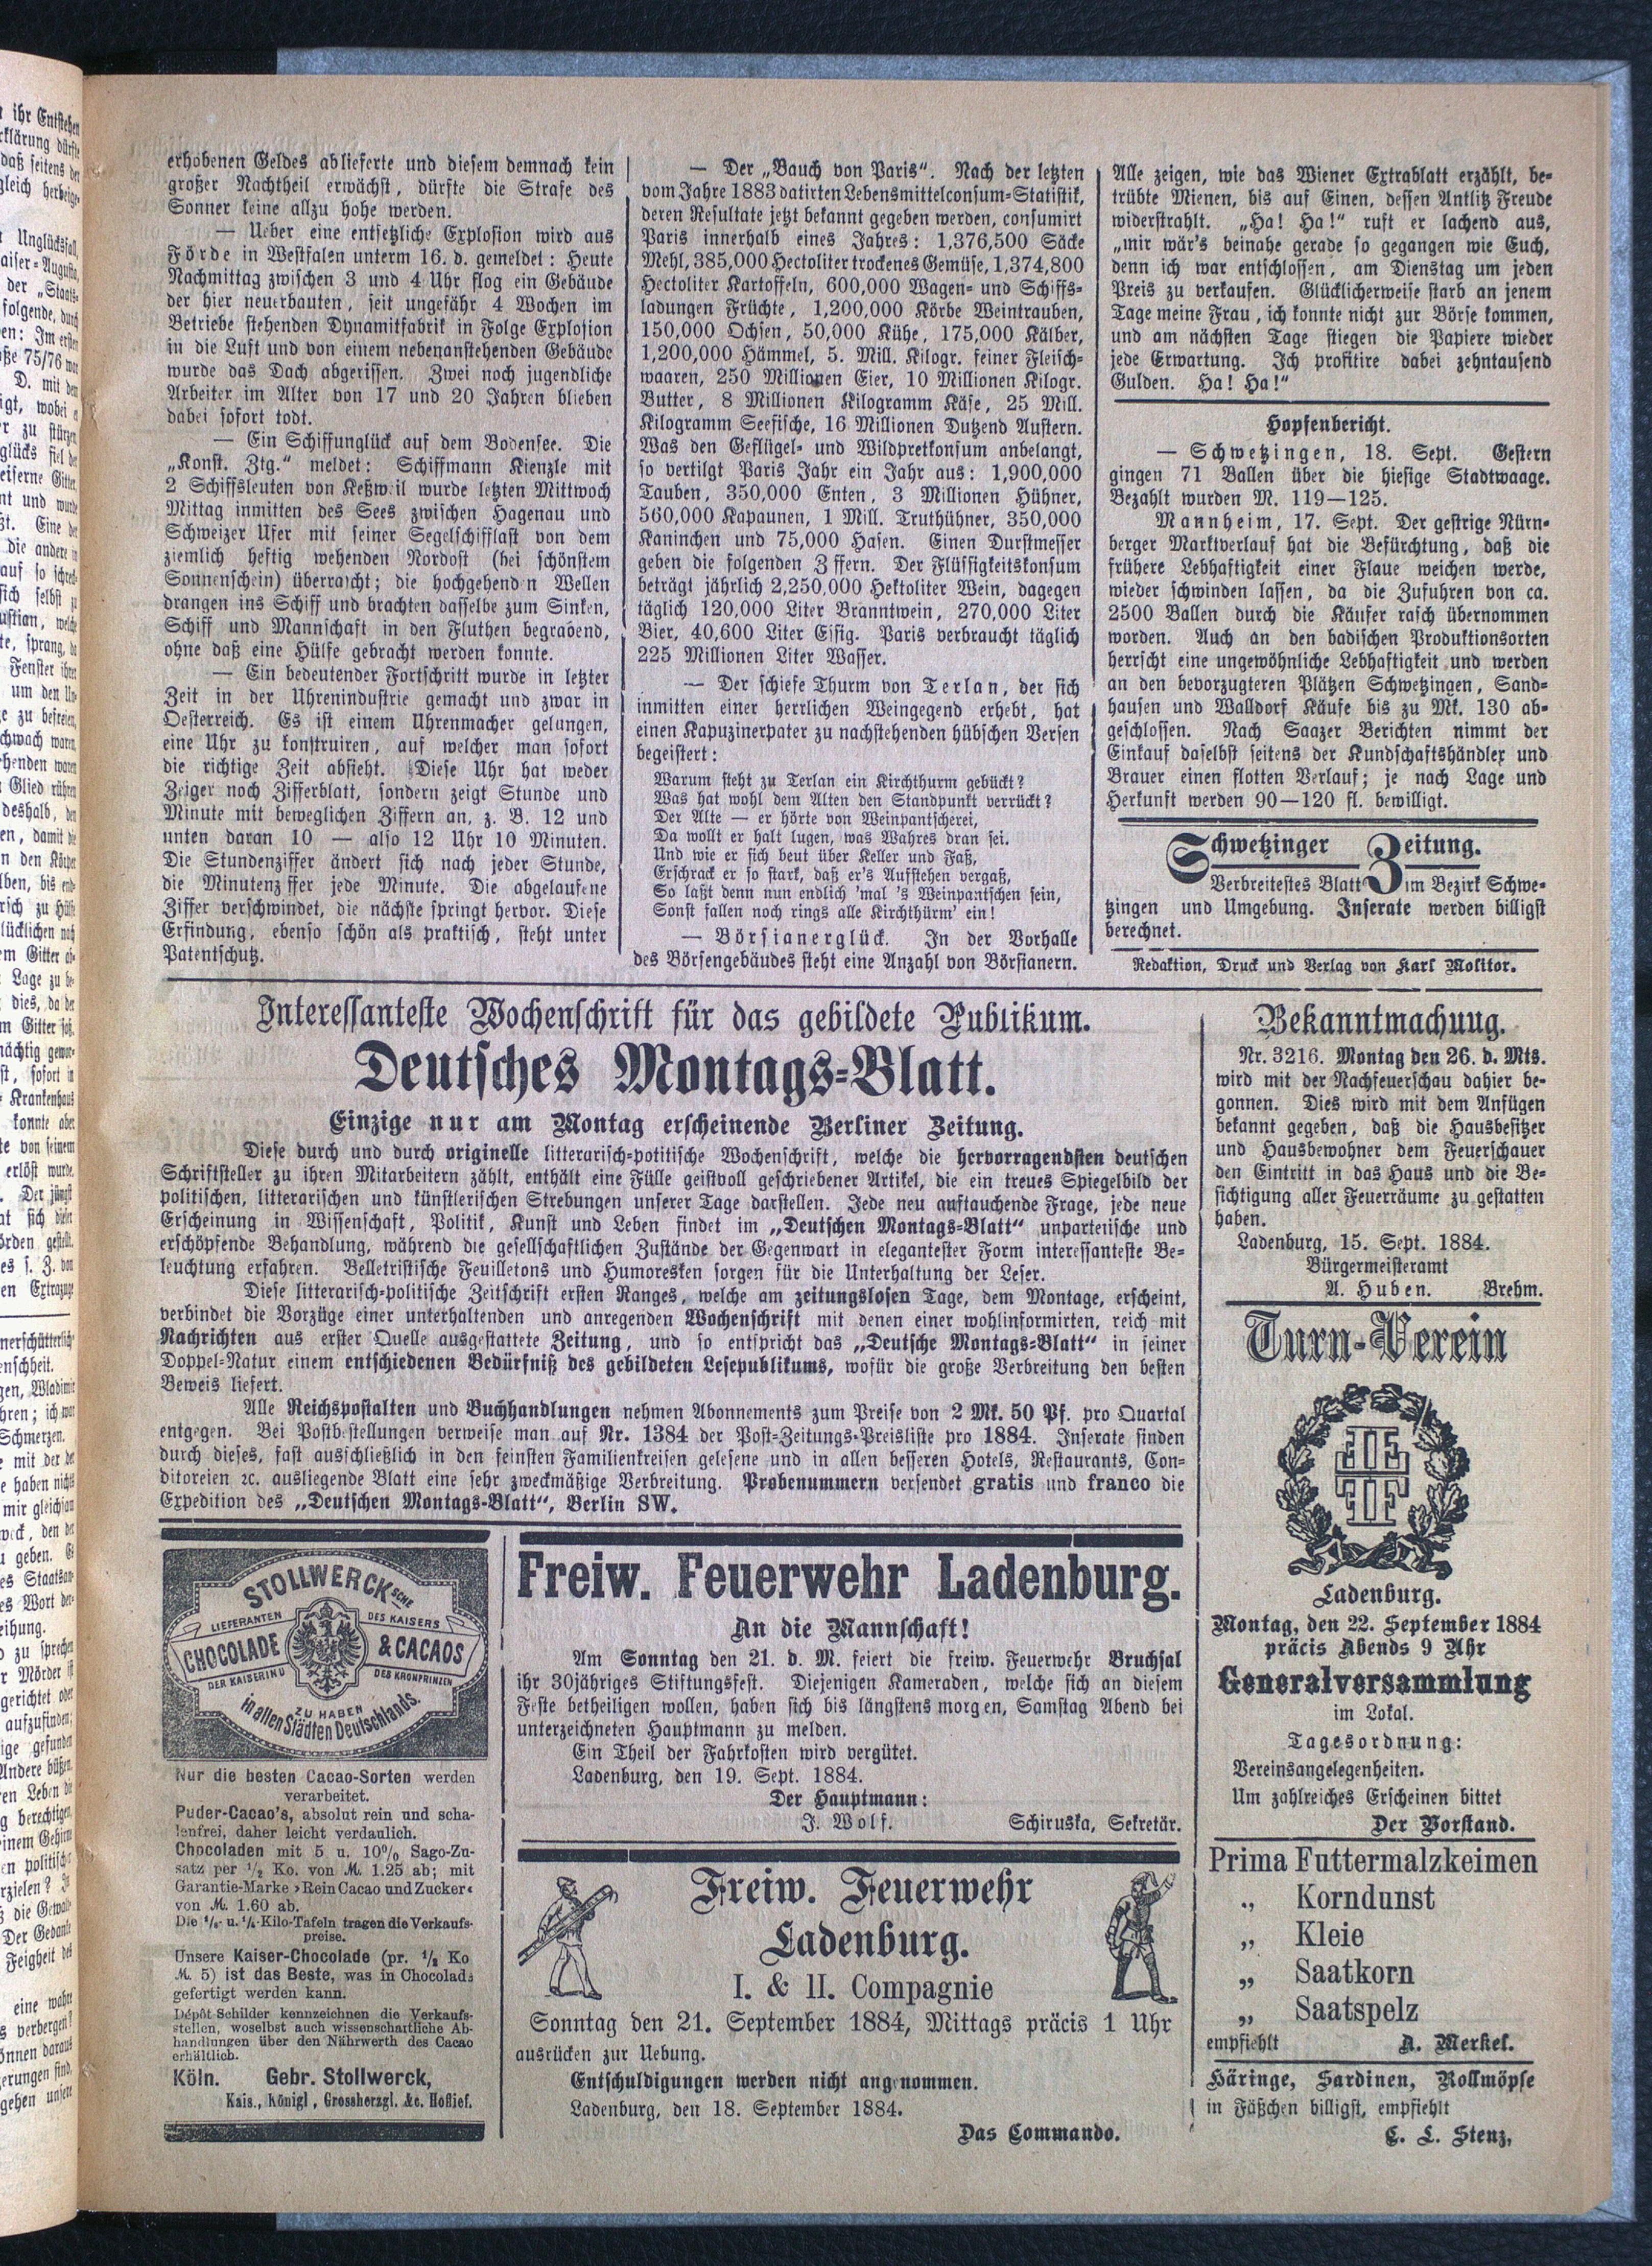 erhobenen Geldes ablieferte und diesem demnach kein
großer Nachtheil erwächst, dürfte die Strafe des
Sonner keine allzu hohe werden.
— Ueber eine entsetzliche Explosion wird aus
Förde in Westfalen unterm 16. d. gemeldet: Heute
Nachmittag zwischen 3 und 4 Uhr flog ein Gebäude
der hier neuerbauten, seit ungefähr 4 Wochen im
Betriebe stehenden Dynamitfabrik in Folge Explosion
in die Luft und von einem nebenanstehenden Gebäude
wurde das Dach abgerissen. Zwei noch jugendliche
Arbeiter im Alter von 17 und 20 Jahren blieben
dabei sofort todt.
— Ein Schiffunglück auf dem Bodensee. Die
„Konst. Ztg.“ meldet: Schiffmann Kienzle mit
2 Schiffsleuten von Keßweil wurde letzten Mittwoch
Mittag inmitten des Sees zwischen Hagenau und
Schweizer Ufer mit seiner Segelschifflast von dem
ziemlich heftig wehenden Nordost (bei schönstem
Sonnenschein) überrascht; die hochgehend n Wellen
drangen ins Schiff und brachten dasselbe zum Sinken,
Schiff und Mannschaft in den Fluthen begrabend,
ohne daß eine Hülfe gebracht werden konnte.
— Ein bedeutender Fortschritt wurde in letzter
Zeit in der Uhrenindustrie gemacht und zwar in
Oesterreich. Es ist einem Uhrenmacher gelungen,
eine Uhr zu konstruiren, auf welcher man sofort
die richtige Zeit absieht. Diese Uhr hat weder
Zeiger noch Zifferblatt, sondern zeigt Stunde und
Minute mit beweglichen Ziffern an, z. B. 12 und
unten daran 10 — also 12 Uhr 10 Minuten.
Die Stundenziffer ändert sich nach jeder Stunde,
die Minutenz ffer jede Minute. Die abgelaufene
Ziffer verschwindet, die nächste springt hervor. Diese
Erfindung, ebenso schön als praktisch, steht unter
Patentschutz.
— Der „Bauch von Paris“. Nach der letzten
vom Jahre 1883 datirten Lebensmittelconsum-Statistik,
deren Resultate jetzt bekannt gegeben werden, consumirt
Paris innerhalb eines Jahres: 1,376,500 Säcke
Mehl, 385,000 Hectoliter trockenes Gemüse, 1,374,800
Hectoliter Kartoffeln, 600,000 Wagen- und Schiffs-
ladungen Früchte, 1,200,000 Körbe Weintrauben,
150,000 Ochsen, 50,000 Kühe, 175,000 Kälber,
1,200,000 Hämmel, 5. Mill. Kilogr. feiner Fleisch-
waaren, 250 Millionen Eier, 10 Millionen Kilogr.
Butter, 8 Millionen Kilogramm Käse, 25 Mill.
Kilogramm Seefische, 16 Millionen Dutzend Austern.
Was den Geflügel- und Wildpretkonsum anbelangt,
so vertilgt Paris Jahr ein Jahr aus: 1,900,000
Tauben, 350,000 Enten, 3 Millionen Hühner,
560,000 Kapaunen, 1 Mill. Truthühner, 350,000
Kaninchen und 75,000 Hasen. Einen Durstmesser
geben die folgenden Z ffern. Der Flüssigkeitskonsum
beträgt jährlich 2,250,000 Hektoliter Wein, dagegen
täglich 120,000 Liter Branntwein, 270,000 Liter
Bier, 40,600 Liter Essig. Paris verbraucht täglich
225 Millionen Liter Wasser.
— Der schiefe Thurm von Terlan, der sich
inmitten einer herrlichen Weingegend erhebt, hat
einen Kapuzinerpater zu nachstehenden hübschen Versen
begeistert:
Warum steht zu Terlan ein Kirchthurm gebückt?
Was hat wohl dem Alten den Standpunkt verrückt?
Der Alte — er hörte von Weinpantscherei,
Da wollt er halt lugen, was Wahres dran sei.
Und wie er sich beut über Keller und Faß,
Erschrack er so stark, daß er's Aufstehen vergaß,
So laßt denn nun endlich 'mal 's Weinpantschen sein,
Sonst fallen noch rings alle Kirchthürm' ein!
— Börsianerglück. In der Vorhalle
des Börsengebäudes steht eine Anzahl von Börsianern.
Alle zeigen, wie das Wiener Extrablatt erzählt, be-
trübte Mienen, bis auf Einen, dessen Antlitz Freude
widerstrahlt. „Ha! Ha!“ ruft er lachend aus,
„mir wär's beinahe gerade so gegangen wie Euch,
denn ich war entschlossen, am Dienstag um jeden
Preis zu verkaufen. Glücklicherweise starb an jenem
Tage meine Frau, ich konnte nicht zur Börse kommen,
und am nächsten Tage stiegen die Papiere wieder
jede Erwartung. Ich profitire dabei zehntausend
Gulden. Ha! Ha!“
Hopfenbericht.
— Schwetzingen, 18. Sept. Gestern
gingen 71 Ballen über die hiesige Stadtwaage.
Bezahlt wurden M. 119—125.
Mannheim, 17. Sept. Der gestrige Nürn-
berger Marktverlauf hat die Befürchtung, daß die
frühere Lebhaftigkeit einer Flaue weichen werde,
wieder schwinden lassen, da die Zufuhren von ca.
2500 Ballen durch die Käufer rasch übernommen
worden. Auch an den badischen Produktionsorten
herrscht eine ungewöhnliche Lebhaftigkeit und werden
an den bevorzugteren Plätzen Schwetzingen, Sand-
hausen und Walldorf Käufe bis zu Mk. 130 ab-
geschlossen. Nach Saazer Berichten nimmt der
Einkauf daselbst seitens der Kundschaftshändler und
Brauer einen flotten Verlauf; je nach Lage und
Herkunft werden 90—120 fl. bewilligt.
Schwetzinger Zeitung.
Verbreitestes Blatt im Bezirk Schwe-
tzingen und Umgebung. Inserate werden billigst
berechnet.
Redaktion, Druck und Verlag von Karl Molitor.
Interessanteste Wochenschrift für das gebildete Publikum.
Deutsches Montags-Blatt.
Einzige nur am Montag erscheinende Berliner Zeitung.
Diese durch und durch originelle litterarisch-potitische Wochenschrift, welche die hervorragendsten deutschen
Schriftsteller zu ihren Mitarbeitern zählt, enthält eine Fülle geistvoll geschriebener Artikel, die ein treues Spiegelbild der
politischen, litterarischen und künstlerischen Strebungen unserer Tage darstellen. Jede neu auftauchende Frage, jede neue
Erscheinung in Wissenschaft, Politik, Kunst und Leben findet im „Deutschen Montags-Blatt“ unparteiische und
erschöpfende Behandlung, während die gesellschaftlichen Zustände der Gegenwart in elegantester Form interessanteste Be-
leuchtung erfahren. Belletristische Feuilletons und Humoresken sorgen für die Unterhaltung der Leser.
Diese litterarisch-politische Zeitschrift ersten Ranges, welche am zeitungslosen Tage, dem Montage, erscheint,
verbindet die Vorzüge einer unterhaltenden und anregenden Wochenschrift mit denen einer wohlinformirten, reich mit
Nachrichten aus erster Quelle ausgestattete Zeitung, und so entspricht das „Deutsche Montags-Blatt“ in seiner
Doppel-Natur einem entschiedenen Bedürfniß des gebildeten Lesepublikums, wofür die große Verbreitung den besten
Beweis liefert.
Alle Reichspostalten und Buchhandlungen nehmen Abonnements zum Preise von 2 Mk. 50 Pf. pro Quartal
entgegen. Bei Postbestellungen verweise man auf Nr. 1384 der Post-Zeitungs-Preisliste pro 1884. Inserate finden
durch dieses, fast ausschließlich in den feinsten Familienkreisen gelesene und in allen besseren Hotels, Restaurants, Con-
ditoreien ꝛc. ausliegende Blatt eine sehr zweckmäßige Verbreitung. Probenummern versendet gratis und franco die
Expedition des „Deutschen Montags-Blatt“, Berlin SW.
Bekanntmachuug.
Nr. 3216. Montag den 26. d. Mts.
wird mit der Nachfeuerschau dahier be-
gonnen. Dies wird mit dem Anfügen
bekannt gegeben, daß die Hausbesitzer
und Hausbewohner dem Feuerschauer
den Eintritt in das Haus und die Be-
sichtigung aller Feuerräume zu gestatten
haben.
Ladenburg, 15. Sept. 1884.
Bürgermeisteramt
A. Huben. Brehm.
Turn-Verein
Ladenburg.
Montag, den 22. September 1884
präcis Abends 9 Uhr
Generalversammlung
im Lokal.
Tagesordnung:
Vereinsangelegenheiten.
Um zahlreiches Erscheinen bittet
Der Vorstand.
Prima Futtermalzkeimen
„ Korndunst
„ Kleie
„ Saatkorn
„ Saatspelz
empfiehlt A. Merkel.
Häringe, Sardinen, Rollmöpse
in Fäßchen billigst, empfiehlt
C. L. Stenz,
STOLLWERCK'SCHE
LIEFERANTEN DES KAISERS
CHOCOLADE & CACAOS
DER KAISERIN U DES KRONPRINZEN
ZU HABEN
in allen Städten Deutschlands.
Nur die besten Cacao-Sorten werden
verarbeitet.
Puder-Cacao's, absolut rein und scha-
lenfrei, daher leicht verdaulich.
Chocoladen mit 5 u. 10% Sago-Zu-
satz per ½ Ko. von M. 1.25 ab; mit
Garantie-Marke ›Rein Cacao und Zucker‹
von M. 1.60 ab.
Die u. ¼-Kilo-Tafeln tragen die Verkaufs-
preise.
Unsere Kaiser-Chocolade (pr. ½ Ko
M. 5) ist das Beste, was in Chocolade
gefertigt werden kann.
Dépôt-Schilder kennzeichnen die Verkaufs-
stellen, woselbst auch wissenschaftliche Ab-
handlungen über den Nährwerth des Cacao
erhältlich.
Köln. Gebr. Stollwerck,
Kais., Königl, Grossherzgl. &c. Hoflief.
Freiw. Feuerwehr Ladenburg.
An die Mannschaft!
Am Sonntag den 21. d. M. feiert die freiw. Feuerwehr Bruchsal
ihr 30jähriges Stiftungsfest. Diejenigen Kameraden, welche sich an diesem
Feste betheiligen wollen, haben sich bis längstens morgen, Samstag Abend bei
unterzeichneten Hauptmann zu melden.
Ein Theil der Fahrkosten wird vergütet.
Ladenburg, den 19. Sept. 1884.
Der Hauptmann:
J. Wolf. Schiruska, Sekretär.
Freiw. Feuerwehr
Ladenburg.
I. & II. Compagnie
Sonntag den 21. September 1884, Mittags präcis 1 Uhr
ausrücken zur Uebung.
Entschuldigungen werden nicht angenommen.
Ladenburg, den 18. September 1884.
Das Commando.